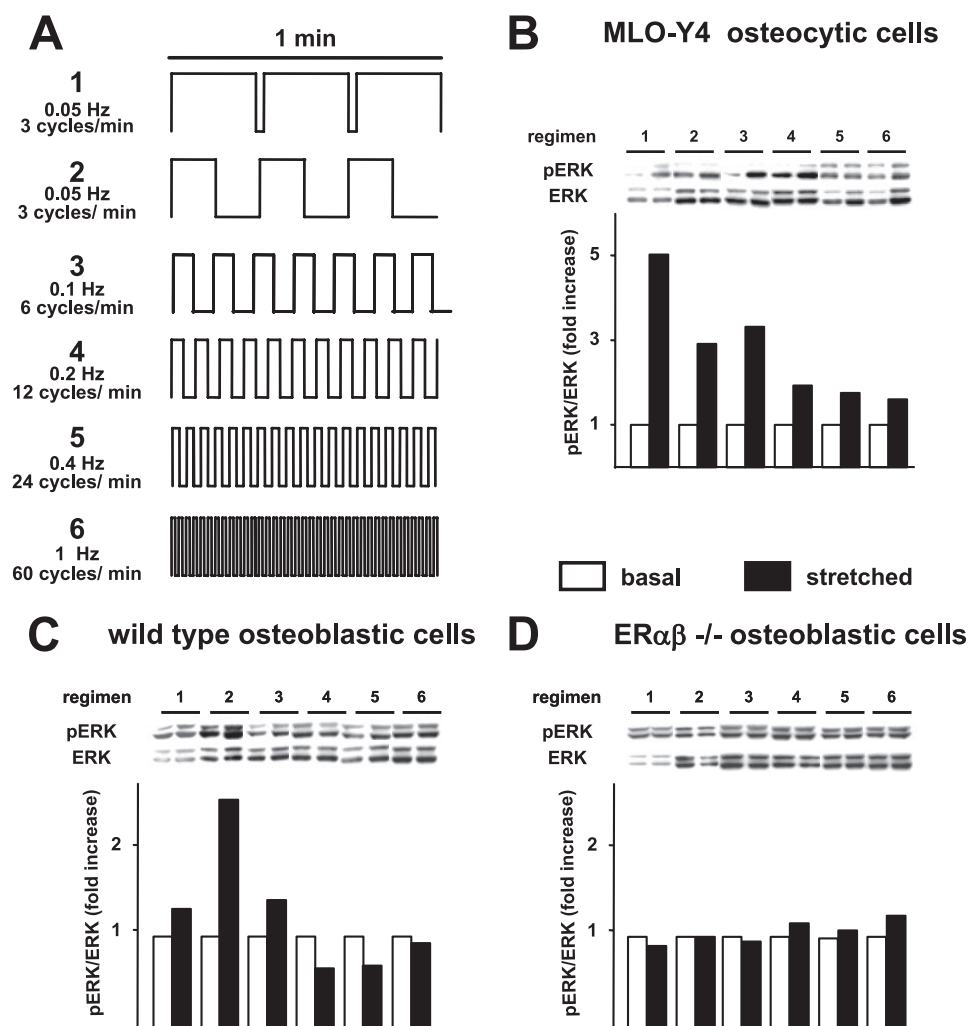 A
1 min
1
0.05 Hz
3 cycles/min
2
0.05 Hz
3 cycles/ min
3
0.1 Hz
6 cycles/min
4
0.2 Hz
12 cycles/ min
5
0.4 Hz
24 cycles/ min
6
1 Hz
60 cycles/ min
B MLO-Y4 osteocytic cells
regimen 1 2 3 4 5 6
pERK
ERK
pERK/ERK (fold increase)
5
3
1
basal stretched
C wild type osteoblastic cells
regimen 1 2 3 4 5 6
pERK
ERK
pERK/ERK (fold increase)
2
1
D ERαβ -/- osteoblastic cells
regimen 1 2 3 4 5 6
pERK
ERK
pERK/ERK (fold increase)
2
1